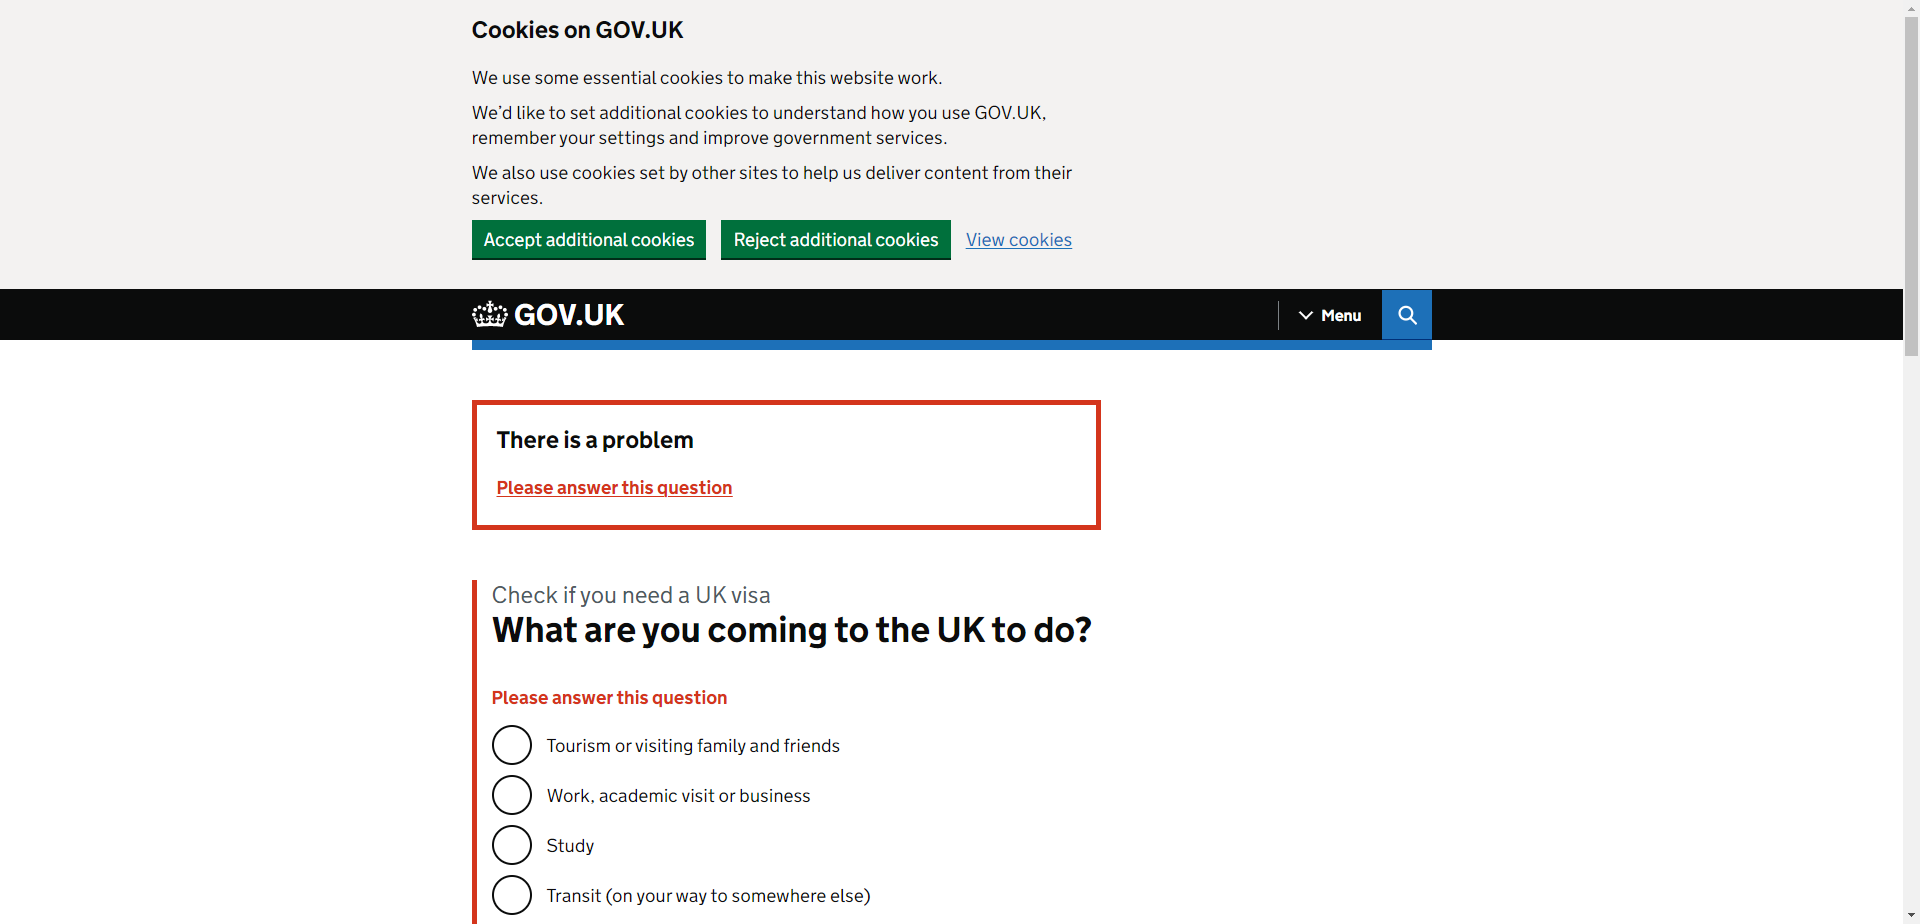 Cookies on GOV.UK
We use some essential cookies to make this website work.
We’d like to set additional cookies to understand how you use GOV.UK,
remember your settings and improve government services.
We also use cookies set by other sites to help us deliver content from their
services.
Accept additional cookies
Reject additional cookies
View cookies
GOV.UK
Menu
There is a problem
Please answer this question
Check if you need a UK visa
What are you coming to the UK to do?
Please answer this question
Tourism or visiting family and friends
Work, academic visit or business
Study
Transit (on your way to somewhere else)